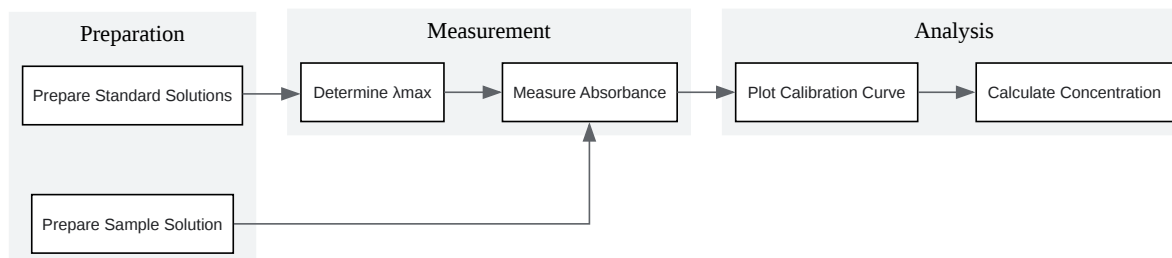 Preparation
Prepare Standard Solutions
Prepare Sample Solution
Measurement
Determine λmax
Measure Absorbance
Analysis
Plot Calibration Curve
Calculate Concentration